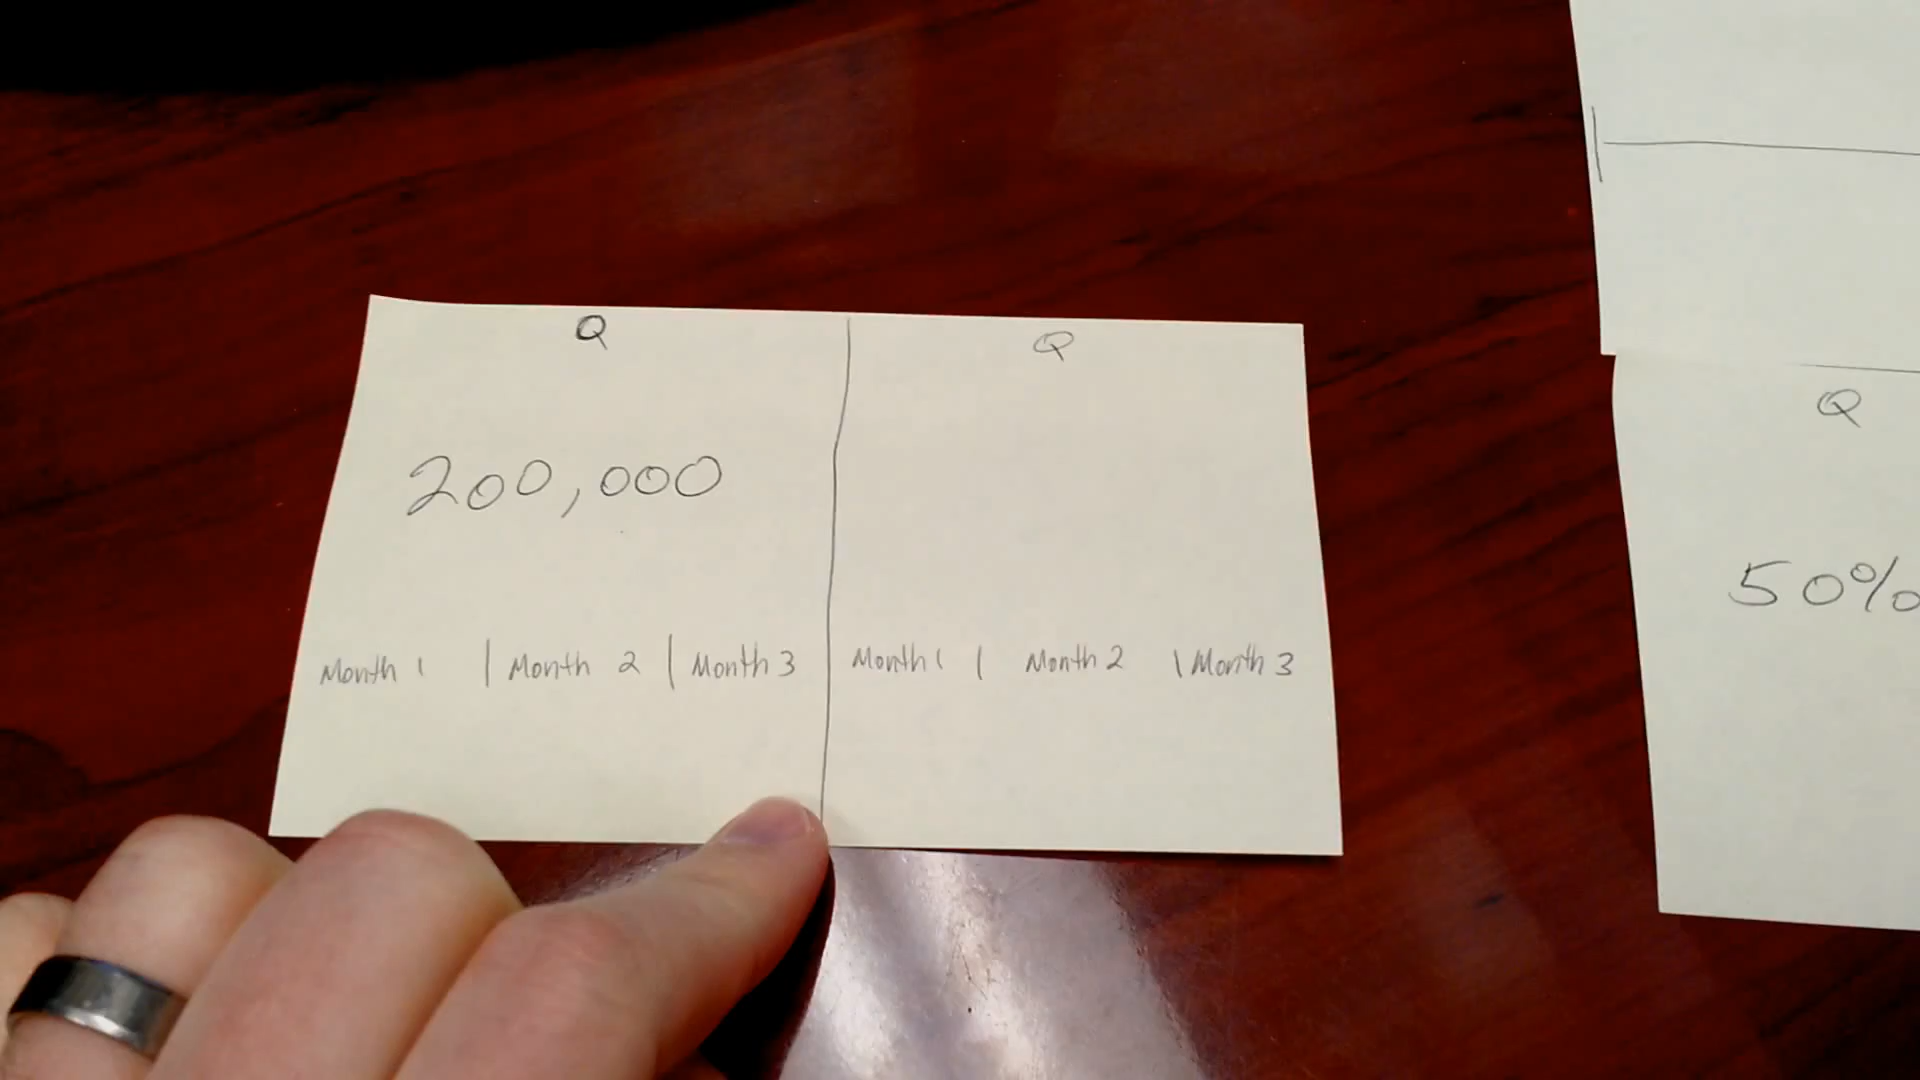 Q Q
200,000
Month 1 | Month 2 | Month 3 Month 1 | Month 2 | Month 3
Q
50%